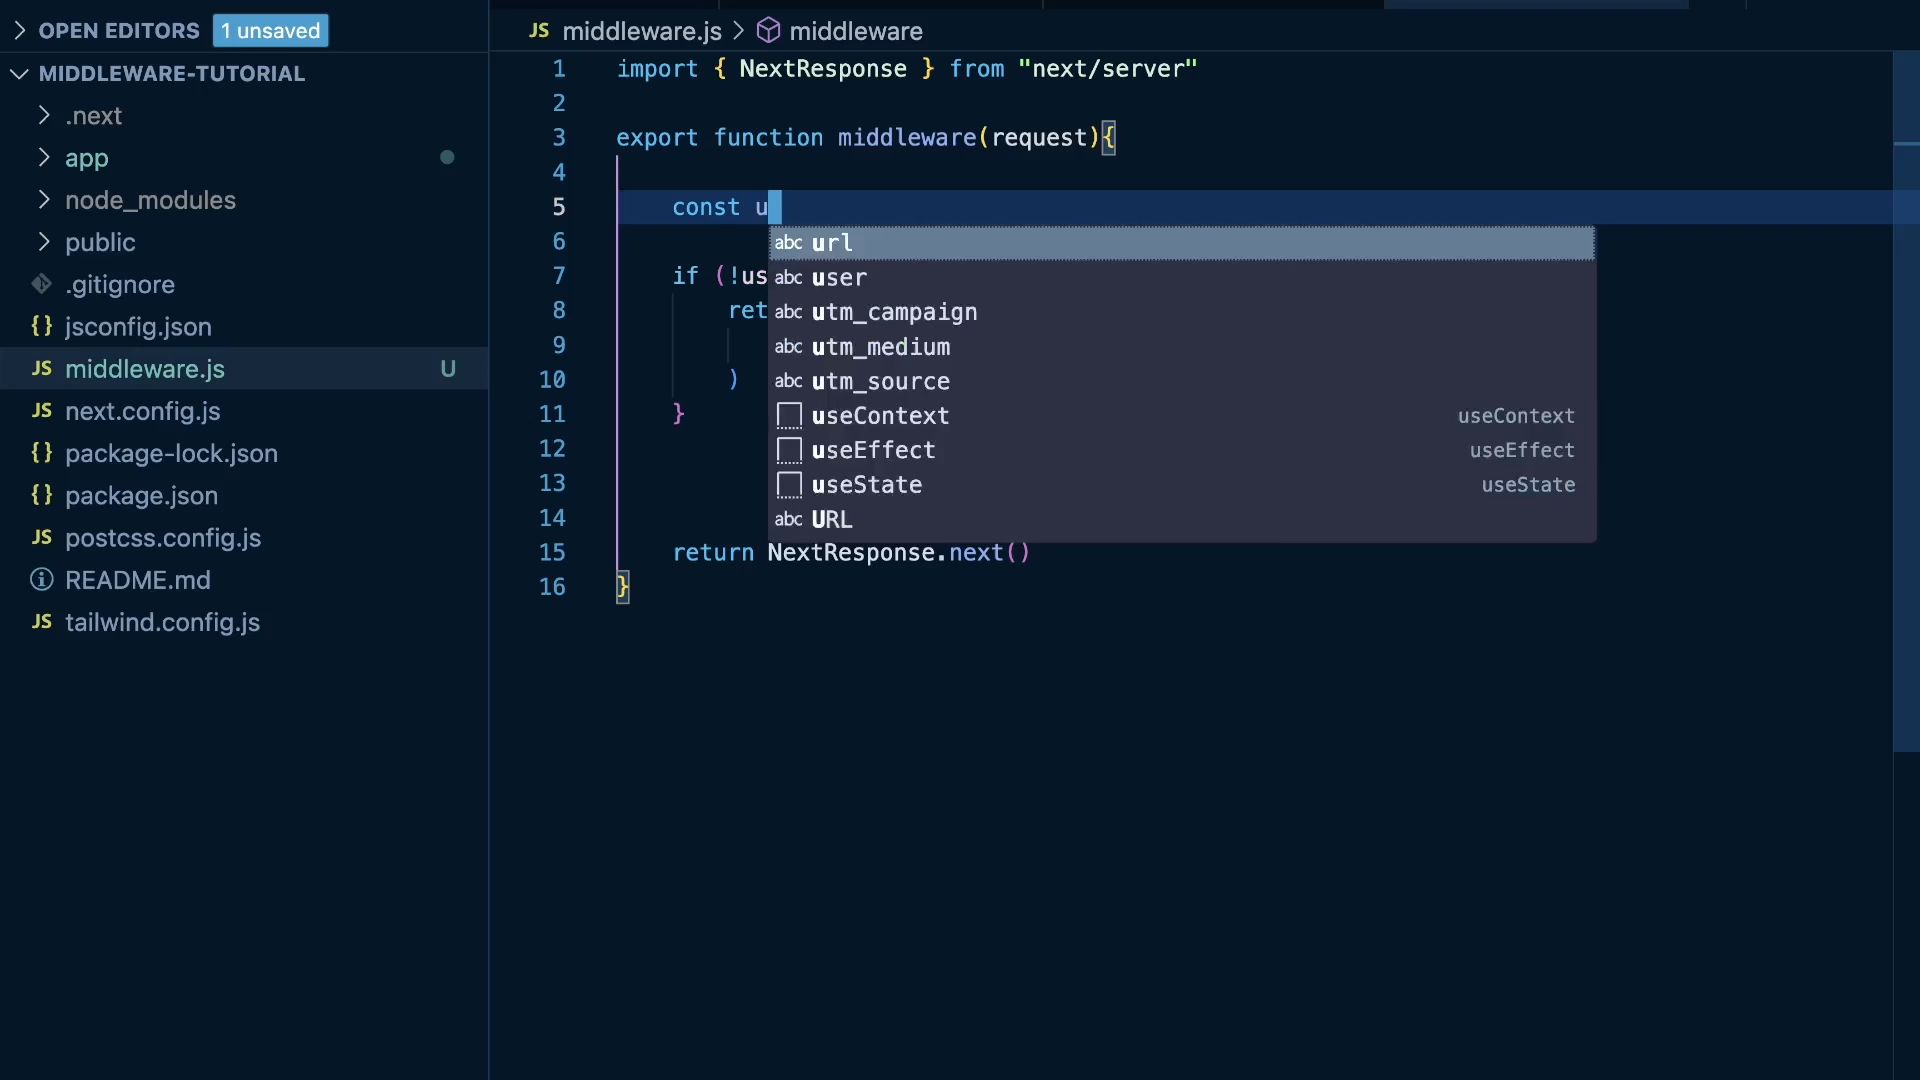 OPEN EDITORS 1 unsaved
MIDDLEWARE-TUTORIAL
.next
app
node_modules
public
.gitignore
{} jsconfig.json
JS middleware.js U
JS next.config.js
{} package-lock.json
{} package.json
JS postcss.config.js
README.md
JS tailwind.config.js
JS middleware.js > middleware
1 import { NextResponse } from "next/server"
2
3 export function middleware(request){
4
5 const u
6
7 if (!us
8 ret
9
10 )
11 }
12
13
14
15 return NextResponse.next()
16 }
abc url
abc user
abc utm_campaign
abc utm_medium
abc utm_source
useContext useContext
useEffect useEffect
useState useState
abc URL